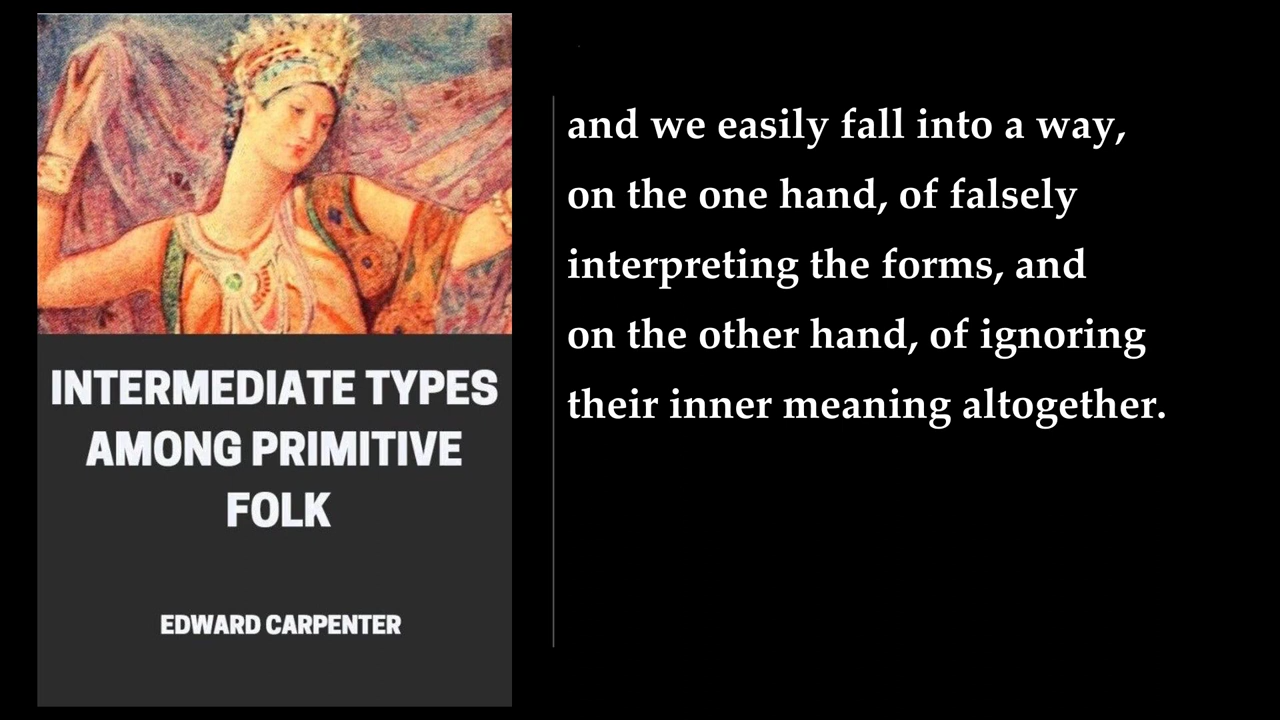 INTERMEDIATE TYPES
AMONG PRIMITIVE
FOLK
EDWARD CARPENTER
and we easily fall into a way,
on the one hand, of falsely
interpreting the forms, and
on the other hand, of ignoring
their inner meaning altogether.